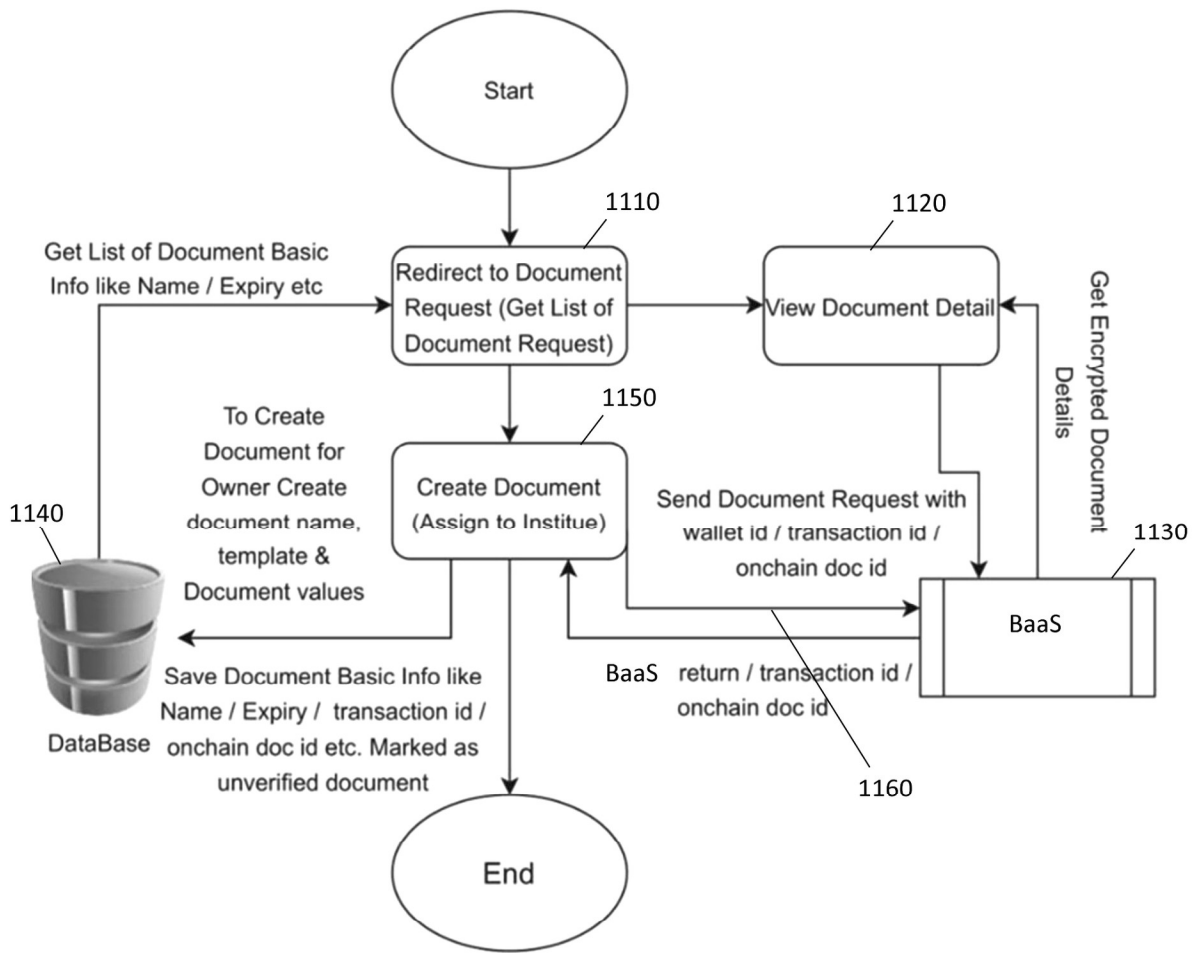 Start
1110
1120
Get List of Document Basic
Info like Name / Expiry etc
Redirect to Document
Request (Get List of
Document Request)
View Document Detail
Get Encrypted Document
Details
1150
To Create
Document for
Owner Create
document name,
template &
Document values
Create Document
(Assign to Institue)
Send Document Request with
wallet id / transaction id /
onchain doc id
1140
1130
BaaS
DataBase
Save Document Basic Info like
Name / Expiry / transaction id /
onchain doc id etc. Marked as
unverified document
BaaS return / transaction id /
onchain doc id
1160
End